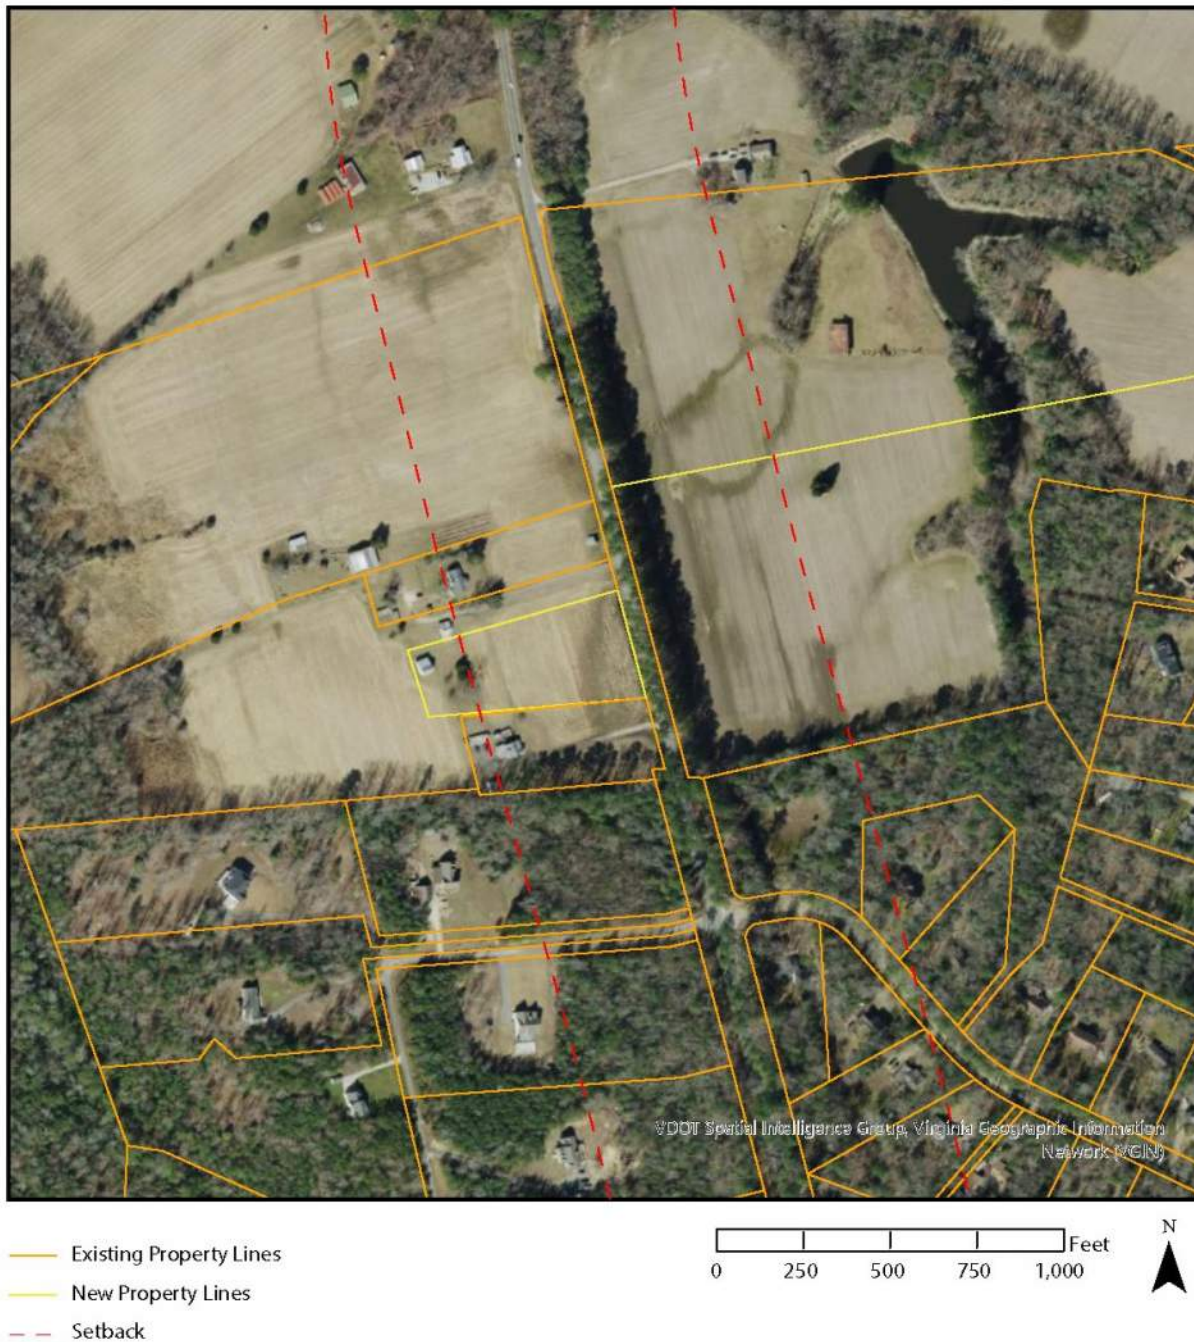 VDOT Spatial Intelligence Group, Virginia Geographic Information
Network (VGIN)
Existing Property Lines
New Property Lines
Setback
Feet
0 250 500 750 1,000
N